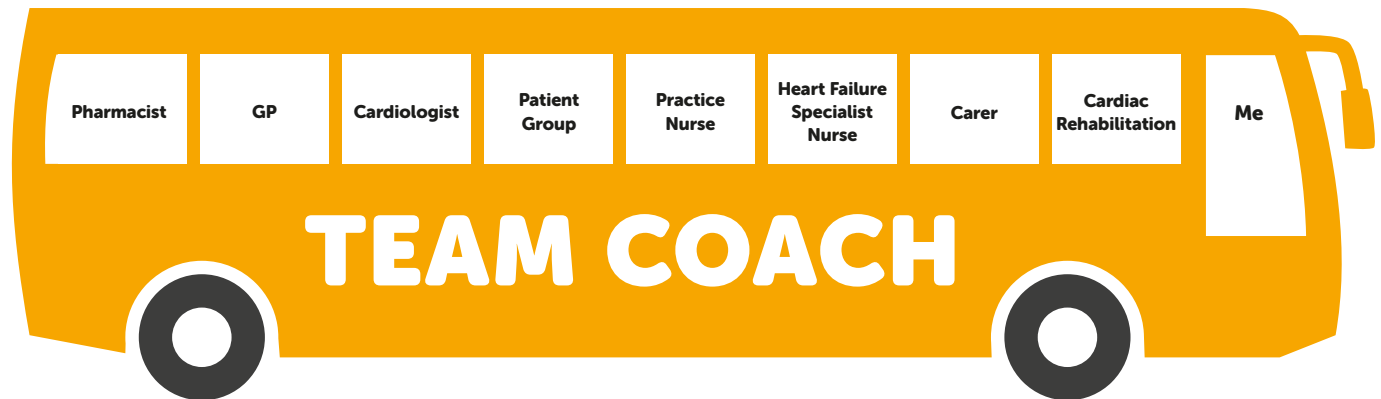 Pharmacist
GP
Cardiologist
Patient
Group
Practice
Nurse
Heart Failure
Specialist
Nurse
Carer
Cardiac
Rehabilitation
Me
TEAM COACH